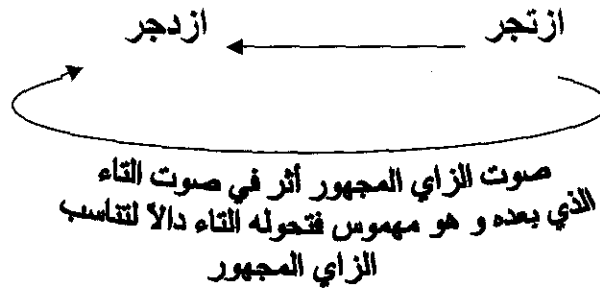 ازتجر ازدجر
صوت الزاي المجهور أثر في صوت التاء
الذي بعده و هو مهموس فتحوله التاء دالاً لتناسب
الزاي المجهور